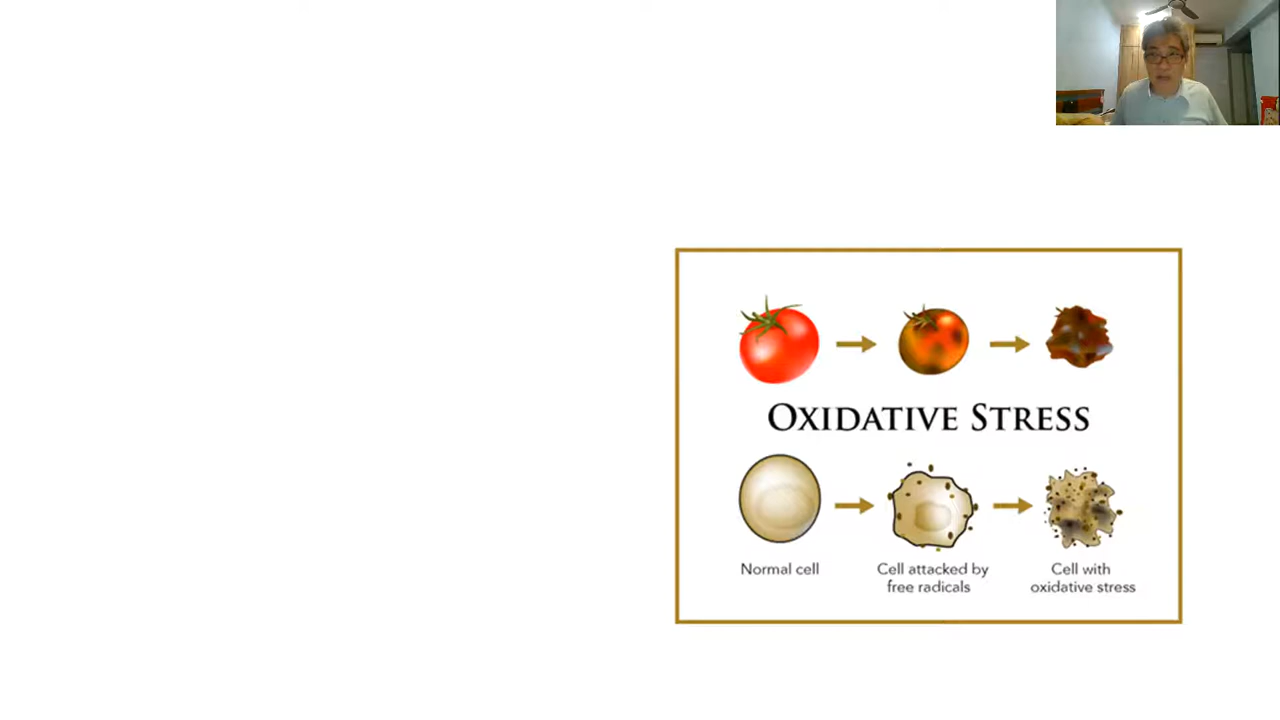 OXIDATIVE STRESS
Normal cell
Cell attacked by
free radicals
Cell with
oxidative stress